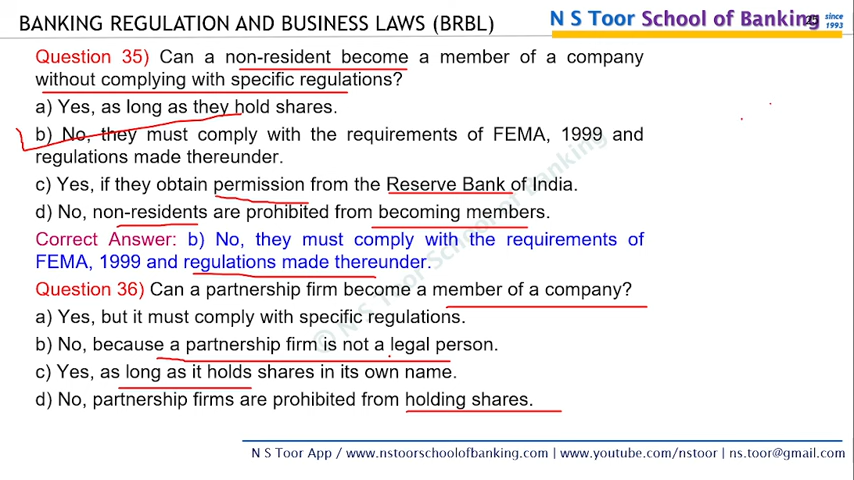 BANKING REGULATION AND BUSINESS LAWS (BRBL)
N S Toor School of Banking since 1993
Question 35) Can a non-resident become a member of a company
without complying with specific regulations?
a) Yes, as long as they hold shares.
b) No, they must comply with the requirements of FEMA, 1999 and
regulations made thereunder.
c) Yes, if they obtain permission from the Reserve Bank of India.
d) No, non-residents are prohibited from becoming members.
Correct Answer: b) No, they must comply with the requirements of
FEMA, 1999 and regulations made thereunder.
Question 36) Can a partnership firm become a member of a company?
a) Yes, but it must comply with specific regulations.
b) No, because a partnership firm is not a legal person.
c) Yes, as long as it holds shares in its own name.
d) No, partnership firms are prohibited from holding shares.
© N S Toor School of Banking
N S Toor App / www.nstoorschoolofbanking.com | www.youtube.com/nstoor | ns.toor@gmail.com